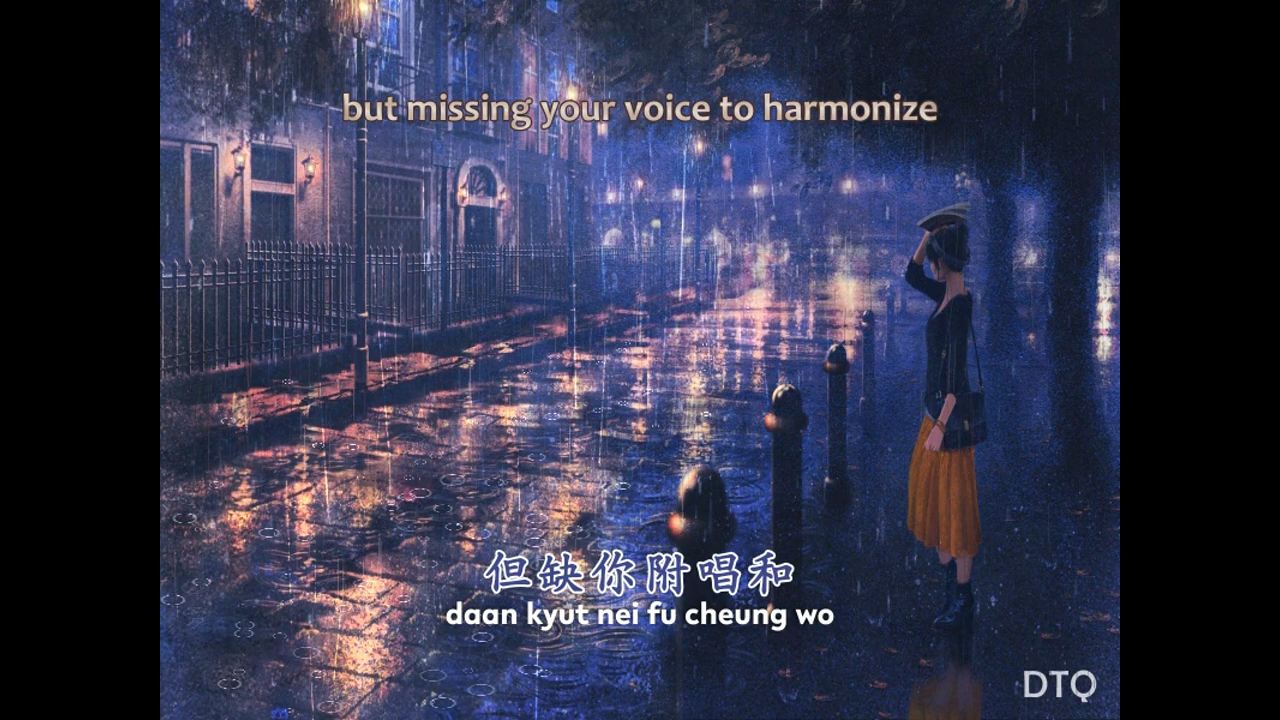 but missing your voice to harmonize
但缺你附唱和
daan kyut nei fu cheung wo
DTQ